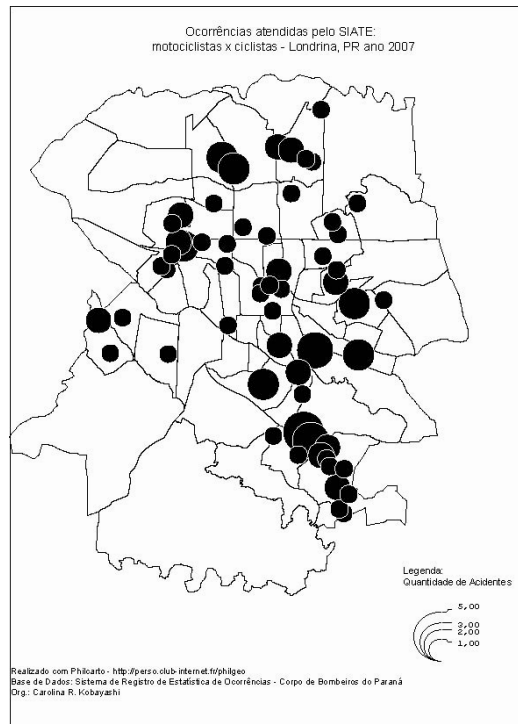 Ocorrências atendidas pelo SIATE:
motociclistas x ciclistas - Londrina, PR ano 2007
Legenda:
Quantidade de Acidentes
5,00
3,00
2,00
1,00
Realizado com Philcarto - http://perso.club-internet.fr/philgeo
Base de Dados: Sistema de Registro de Estatística de Ocorrências - Corpo de Bombeiros do Paraná
Org.: Carolina R. Kobayashi